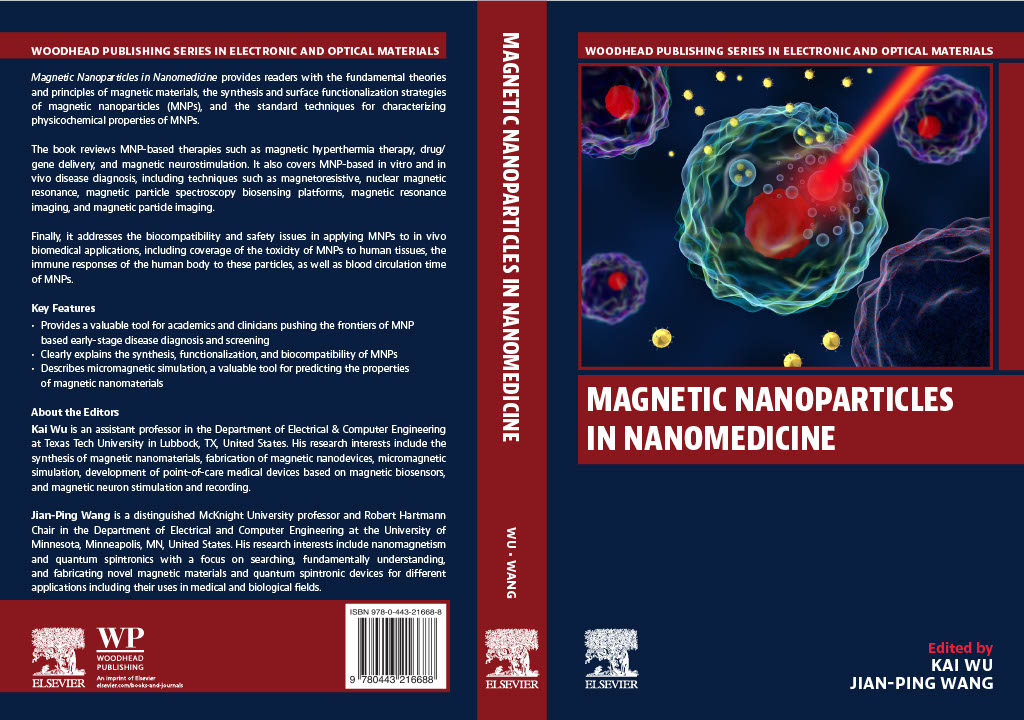 WOODHEAD PUBLISHING SERIES IN ELECTRONIC AND OPTICAL MATERIALS
Magnetic Nanoparticles in Nanomedicine provides readers with the fundamental theories
and principles of magnetic materials, the synthesis and surface functionalization strategies
of magnetic nanoparticles (MNPs), and the standard techniques for characterizing
physicochemical properties of MNPs.
The book reviews MNP-based therapies such as magnetic hyperthermia therapy, drug/
gene delivery, and magnetic neurostimulation. It also covers MNP-based in vitro and in
vivo disease diagnosis, including techniques such as magnetoresistive, nuclear magnetic
resonance, magnetic particle spectroscopy biosensing platforms, magnetic resonance
imaging, and magnetic particle imaging.
Finally, it addresses the biocompatibility and safety issues in applying MNPs to in vivo
biomedical applications, including coverage of the toxicity of MNPs to human tissues, the
immune responses of the human body to these particles, as well as blood circulation time
of MNPs.
Key Features
• Provides a valuable tool for academics and clinicians pushing the frontiers of MNP
based early-stage disease diagnosis and screening
• Clearly explains the synthesis, functionalization, and biocompatibility of MNPs
• Describes micromagnetic simulation, a valuable tool for predicting the properties
of magnetic nanomaterials
About the Editors
Kai Wu is an assistant professor in the Department of Electrical & Computer Engineering
at Texas Tech University in Lubbock, TX, United States. His research interests include the
synthesis of magnetic nanomaterials, fabrication of magnetic nanodevices, micromagnetic
simulation, development of point-of-care medical devices based on magnetic biosensors,
and magnetic neuron stimulation and recording.
Jian-Ping Wang is a distinguished McKnight University professor and Robert Hartmann
Chair in the Department of Electrical and Computer Engineering at the University of
Minnesota, Minneapolis, MN, United States. His research interests include nanomagnetism
and quantum spintronics with a focus on searching, fundamentally understanding,
and fabricating novel magnetic materials and quantum spintronic devices for different
applications including their uses in medical and biological fields.
ELSEVIER
WP
WOODHEAD
PUBLISHING
An imprint of Elsevier
elsevier.com/books-and-journals
ISBN 978-0-443-21668-8
9 780443 216688
MAGNETIC NANOPARTICLES IN NANOMEDICINE
WU • WANG
ELSEVIER
WOODHEAD PUBLISHING SERIES IN ELECTRONIC AND OPTICAL MATERIALS
MAGNETIC NANOPARTICLES
IN NANOMEDICINE
ELSEVIER
Edited by
KAI WU
JIAN-PING WANG